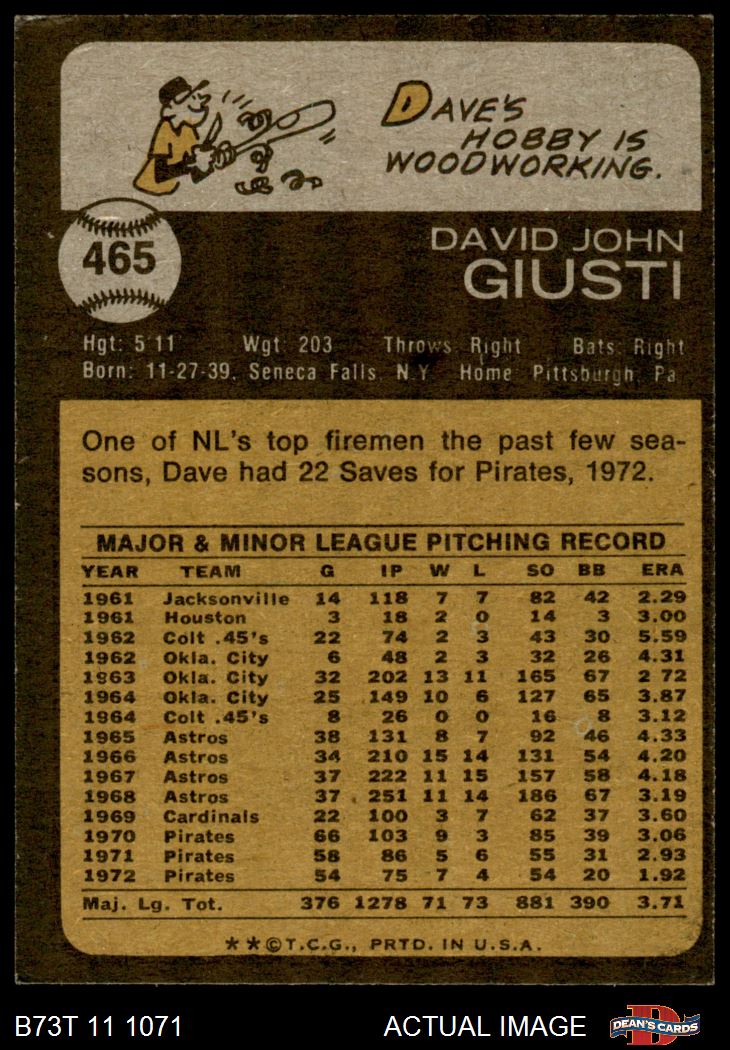 DAVE'S
HOBBY IS
WOODWORKING.
465
DAVID JOHN
GIUSTI
Hgt: 5 11 Wgt: 203 Throws: Right Bats: Right
Born: 11-27-39, Seneca Falls, N.Y Home Pittsburgh, Pa
One of NL's top firemen the past few sea-
sons, Dave had 22 Saves for Pirates, 1972.
MAJOR & MINOR LEAGUE PITCHING RECORD
YEAR TEAM G IP W L SO BB ERA
1961 Jacksonville 14 118 7 7 82 42 2.29
1961 Houston 3 18 2 0 14 3 3.00
1962 Colt .45's 22 74 2 3 43 30 5.59
1962 Okla. City 6 48 2 3 32 26 4.31
1963 Okla. City 32 202 13 11 165 67 2 72
1964 Okla. City 25 149 10 6 127 65 3.87
1964 Colt .45's 8 26 0 0 16 8 3.12
1965 Astros 38 131 8 7 92 46 4.33
1966 Astros 34 210 15 14 131 54 4.20
1967 Astros 37 222 11 15 157 58 4.18
1968 Astros 37 251 11 14 186 67 3.19
1969 Cardinals 22 100 3 7 62 37 3.60
1970 Pirates 66 103 9 3 85 39 3.06
1971 Pirates 58 86 5 6 55 31 2.93
1972 Pirates 54 75 7 4 54 20 1.92
Maj. Lg. Tot. 376 1278 71 73 881 390 3.71
**©T.C.G., PRTD. IN U.S.A.
B73T 11 1071 ACTUAL IMAGE DEAN'S CARDS